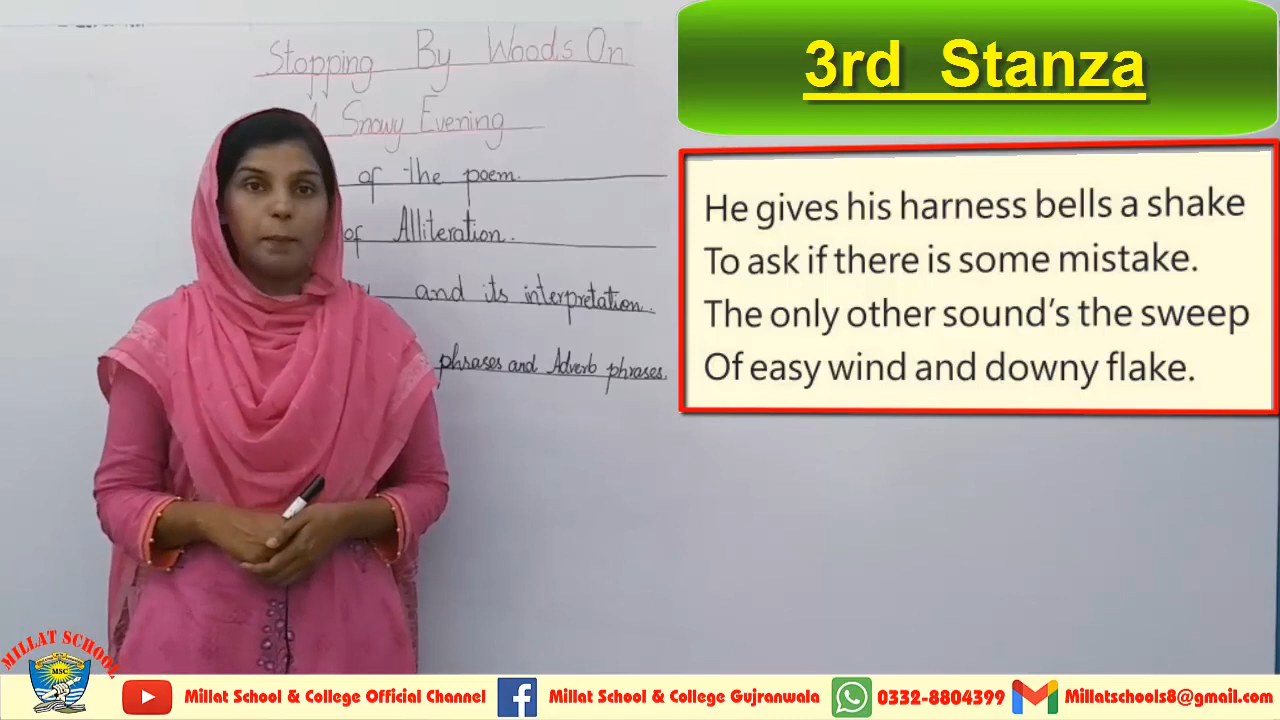 Stopping By Woods On
A Snowy Evening
of the poem.
of Alliteration.
and its interpretation.
phrases and Adverb phrases.
3rd Stanza
He gives his harness bells a shake
To ask if there is some mistake.
The only other sound's the sweep
Of easy wind and downy flake.
MILLAT SCHOOL
MSC
Millat School & College Official Channel
Millat School & College Gujranwala
0332-8804399
Millatschools8@gmail.com